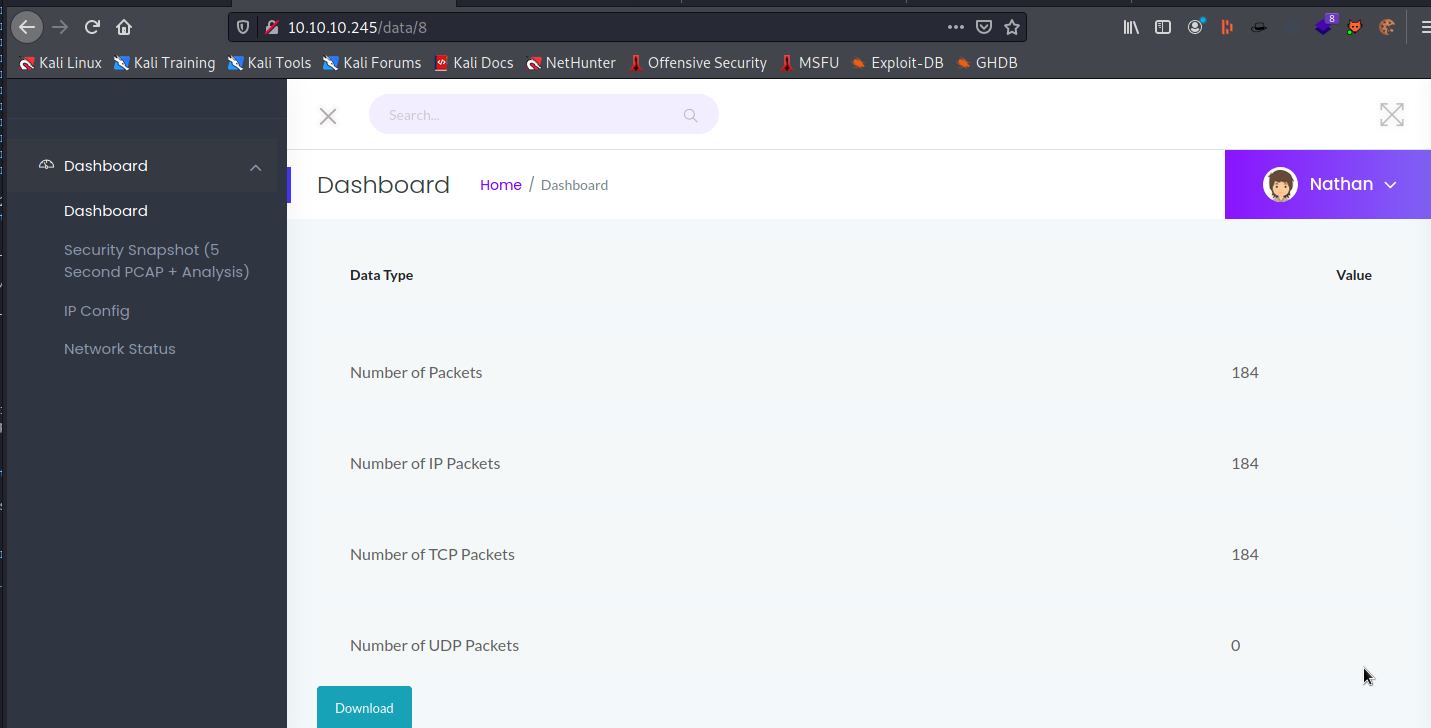 10.10.10.245/data/8
8
Kali Linux Kali Training Kali Tools Kali Forums Kali Docs NetHunter Offensive Security MSFU Exploit-DB GHDB
Search...
Dashboard
Dashboard
Security Snapshot (5
Second PCAP + Analysis)
IP Config
Network Status
Dashboard Home / Dashboard
Nathan
Data Type Value
Number of Packets 184
Number of IP Packets 184
Number of TCP Packets 184
Number of UDP Packets 0
Download